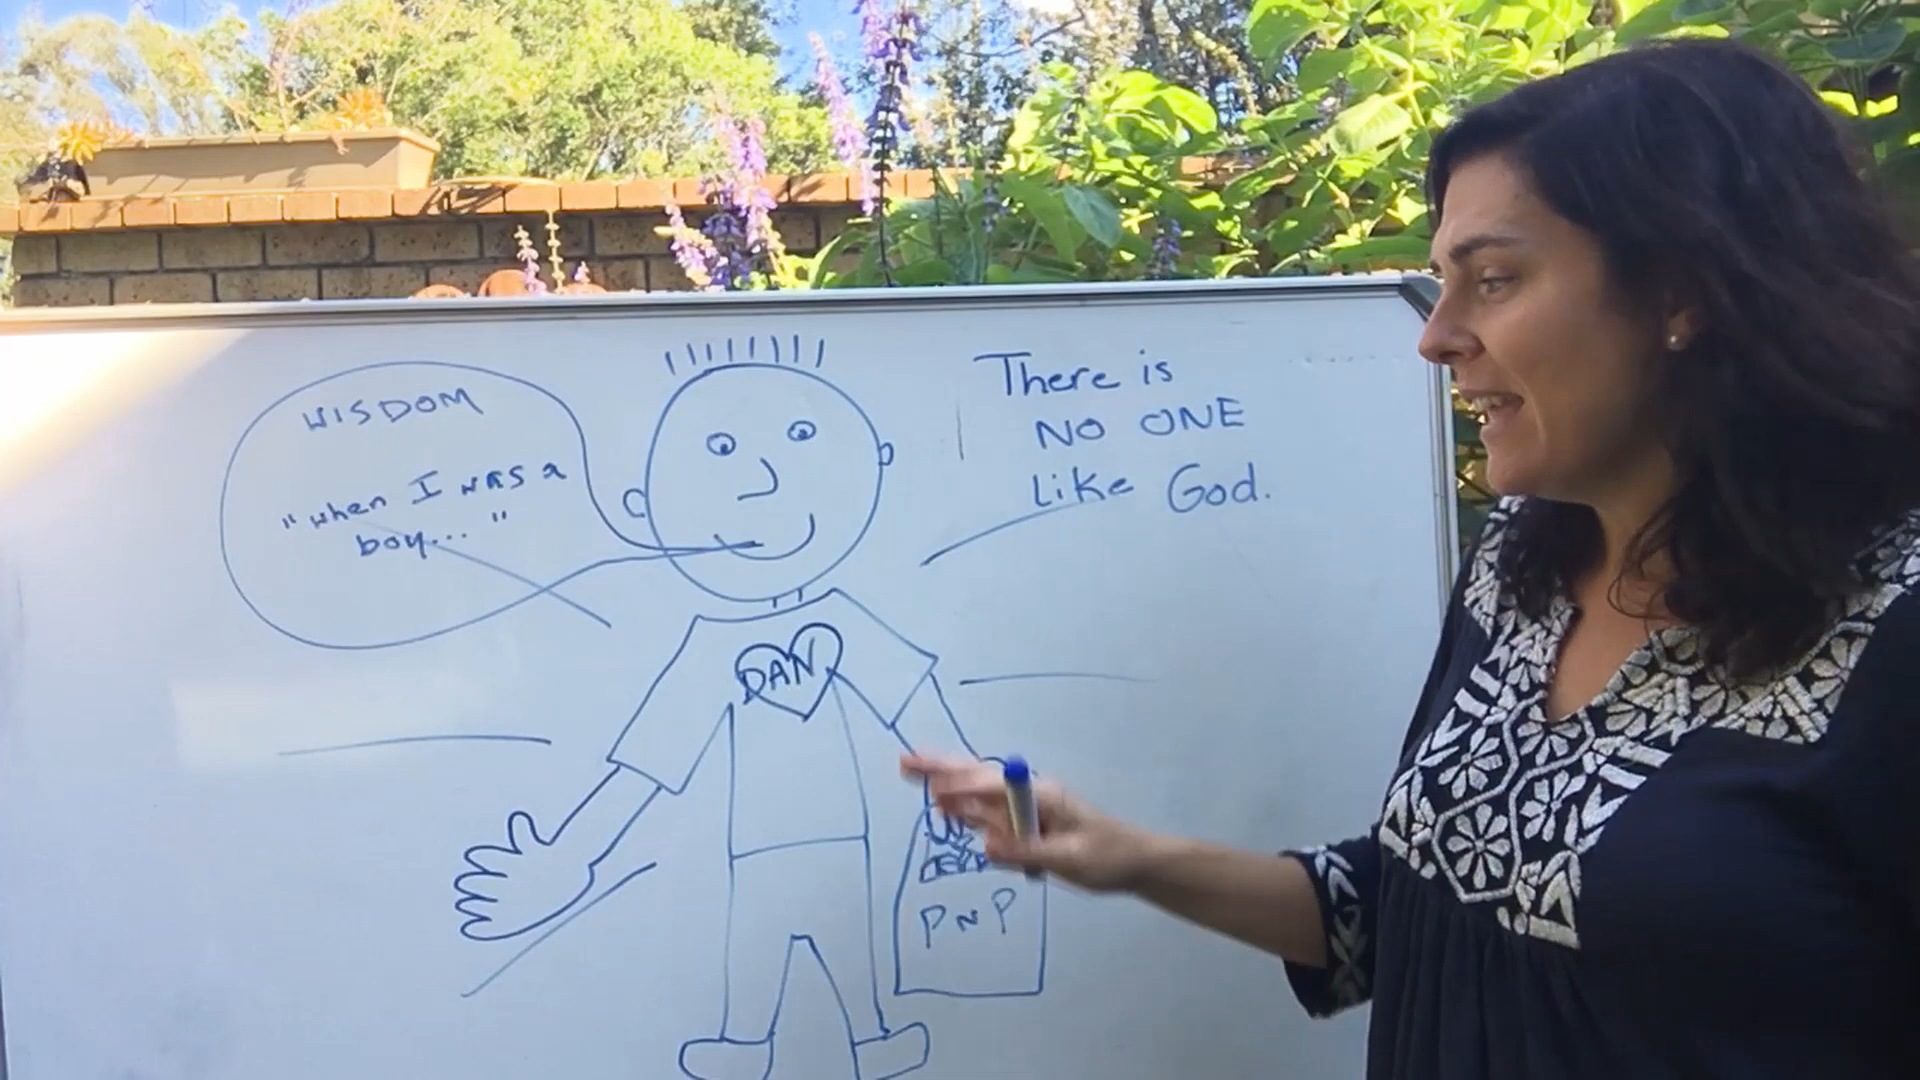 WISDOM
"when I was a
boy..."
There is
NO ONE
Like God.
DAN
PNP